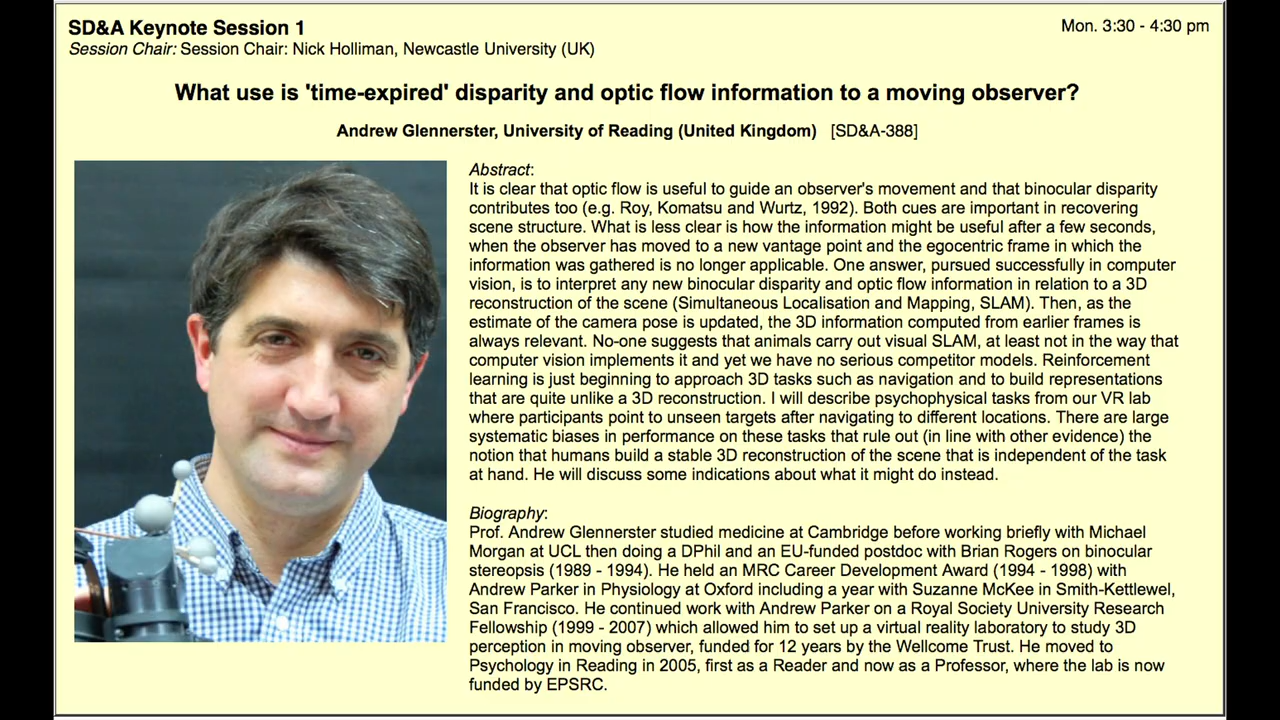 SD&A Keynote Session 1
Mon. 3:30 - 4:30 pm
Session Chair: Session Chair: Nick Holliman, Newcastle University (UK)
What use is 'time-expired' disparity and optic flow information to a moving observer?
Andrew Glennerster, University of Reading (United Kingdom) [SD&A-388]
Abstract:
It is clear that optic flow is useful to guide an observer's movement and that binocular disparity
contributes too (e.g. Roy, Komatsu and Wurtz, 1992). Both cues are important in recovering
scene structure. What is less clear is how the information might be useful after a few seconds,
when the observer has moved to a new vantage point and the egocentric frame in which the
information was gathered is no longer applicable. One answer, pursued successfully in computer
vision, is to interpret any new binocular disparity and optic flow information in relation to a 3D
reconstruction of the scene (Simultaneous Localisation and Mapping, SLAM). Then, as the
estimate of the camera pose is updated, the 3D information computed from earlier frames is
always relevant. No-one suggests that animals carry out visual SLAM, at least not in the way that
computer vision implements it and yet we have no serious competitor models. Reinforcement
learning is just beginning to approach 3D tasks such as navigation and to build representations
that are quite unlike a 3D reconstruction. I will describe psychophysical tasks from our VR lab
where participants point to unseen targets after navigating to different locations. There are large
systematic biases in performance on these tasks that rule out (in line with other evidence) the
notion that humans build a stable 3D reconstruction of the scene that is independent of the task
at hand. He will discuss some indications about what it might do instead.
Biography:
Prof. Andrew Glennerster studied medicine at Cambridge before working briefly with Michael
Morgan at UCL then doing a DPhil and an EU-funded postdoc with Brian Rogers on binocular
stereopsis (1989 - 1994). He held an MRC Career Development Award (1994 - 1998) with
Andrew Parker in Physiology at Oxford including a year with Suzanne McKee in Smith-Kettlewel,
San Francisco. He continued work with Andrew Parker on a Royal Society University Research
Fellowship (1999 - 2007) which allowed him to set up a virtual reality laboratory to study 3D
perception in moving observer, funded for 12 years by the Wellcome Trust. He moved to
Psychology in Reading in 2005, first as a Reader and now as a Professor, where the lab is now
funded by EPSRC.